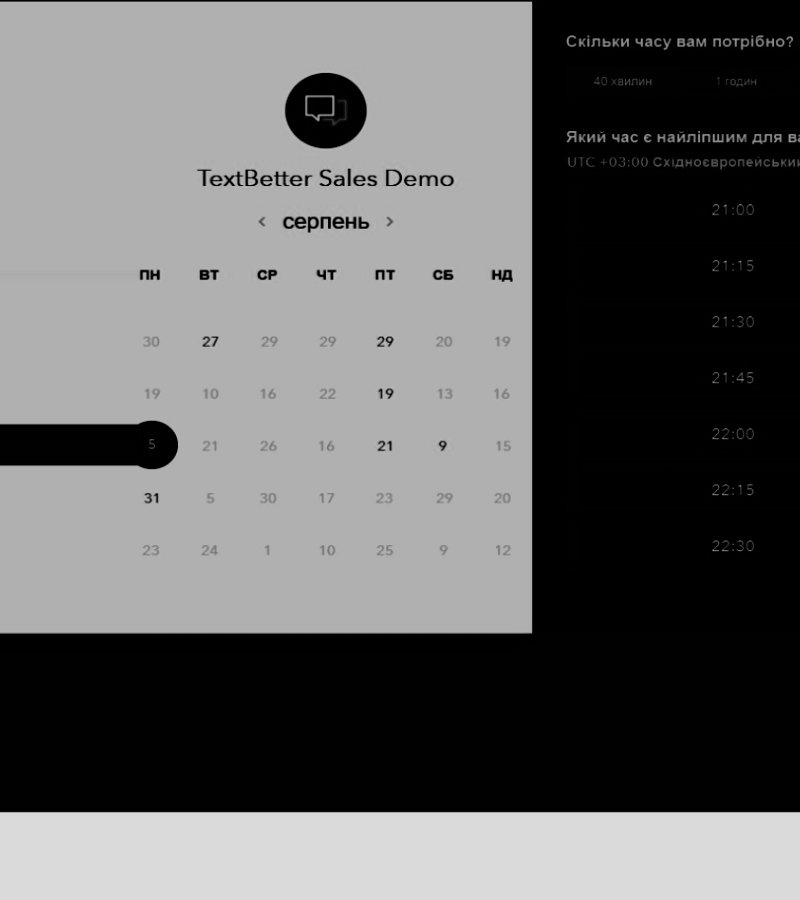 TextBetter Sales Demo
< серпень >
ПН ВТ СР ЧТ ПТ СБ НД
30 27 29 29 29 20 19
19 10 16 22 19 13 16
5 21 26 16 21 9 15
31 5 30 17 23 29 20
23 24 1 10 25 9 12
Скільки часу вам потрібно?
40 хвилин 1 годин
Який час є найліпшим для ва
UTC +03:00 Східноєвропейський
21:00
21:15
21:30
21:45
22:00
22:15
22:30